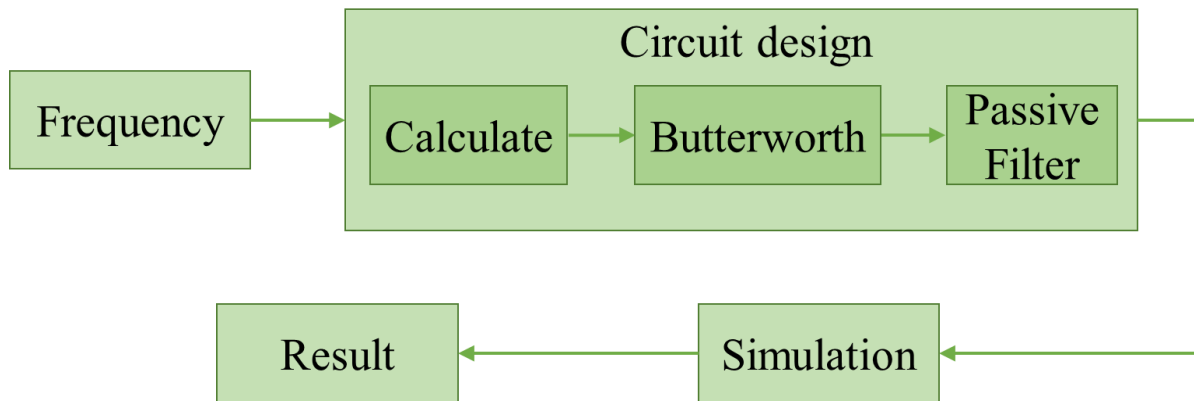 Circuit design
Frequency
Calculate
Butterworth
Passive
Filter
Result
Simulation